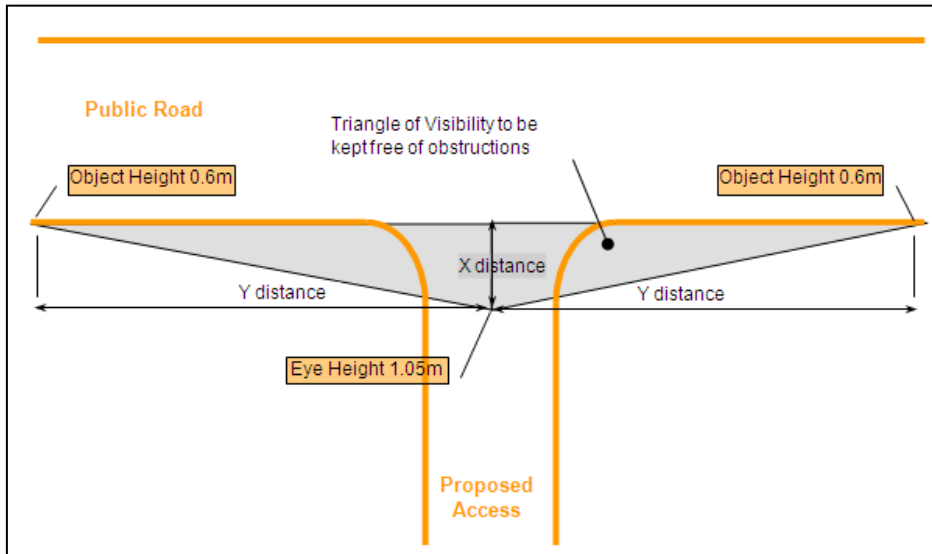 Public Road
Triangle of Visibility to be
kept free of obstructions
Object Height 0.6m
Object Height 0.6m
X distance
Y distance
Y distance
Eye Height 1.05m
Proposed
Access